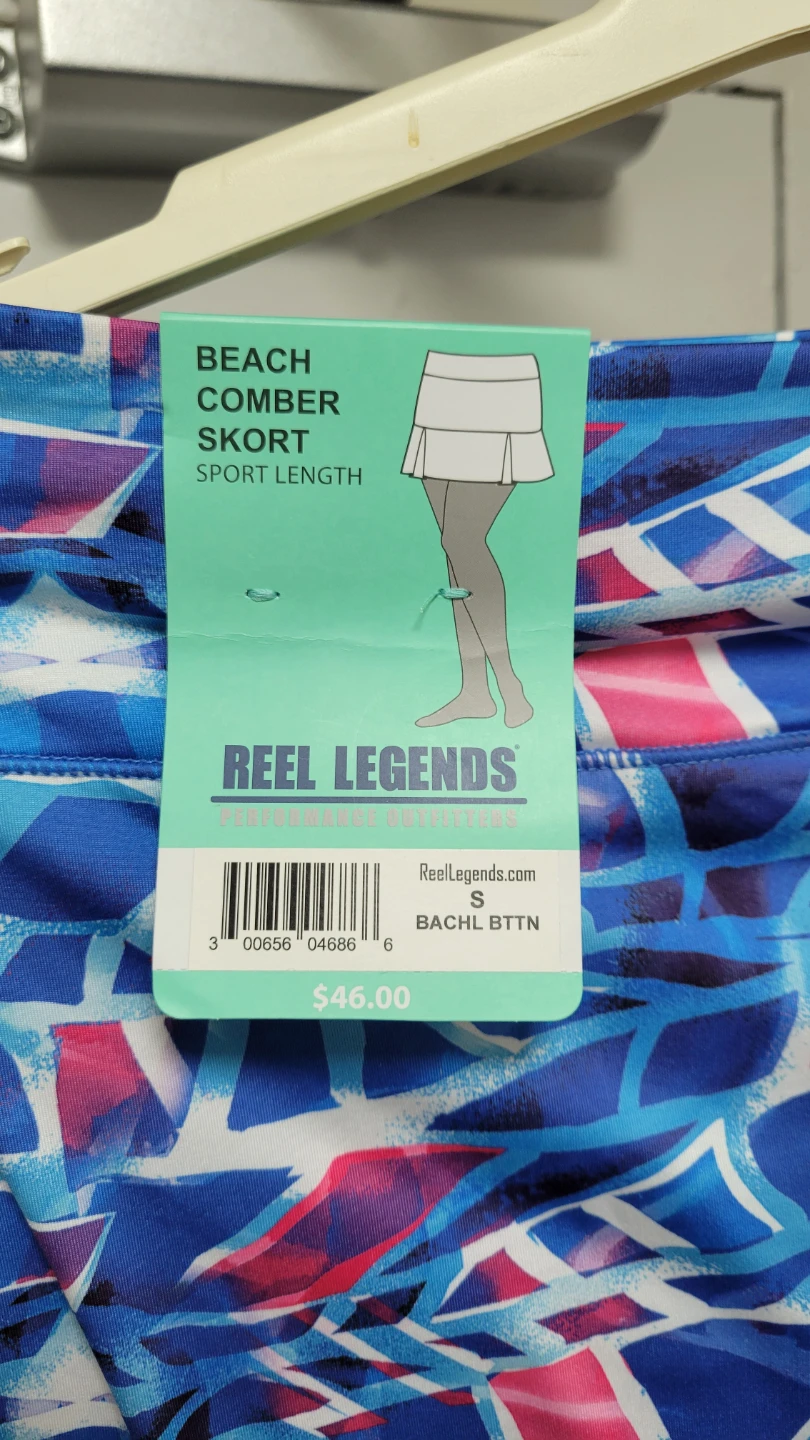 BEACH
COMBER
SKORT
SPORT LENGTH
REEL LEGENDS®
PERFORMANCE OUTFITTERS
ReelLegends.com
S
BACHL BTTN
3 00656 04686 6
$46.00